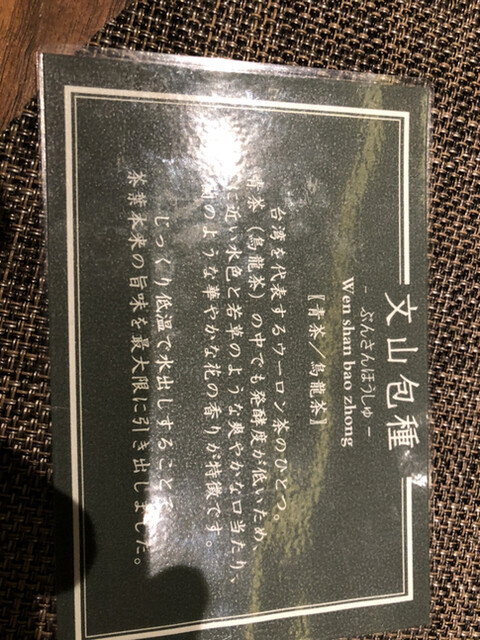 文山包種
- ぶんさんほうしゅ -
Wen shan bao zhong
〖青茶／烏龍茶〗
台湾を代表するウーロン茶のひとつ。
青茶（烏龍茶）の中でも発酵度が低いため、
に近い水色と若草のような爽やかな口当たり、
のような華やかな花の香りが特徴です。
じっくり低温で水出しすることで
茶葉本来の旨味を最大限に引き出しました。